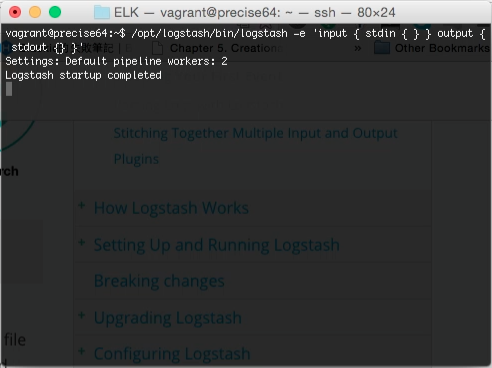 ELK — vagrant@precise64: ~ — ssh — 80×24
vagrant@precise64:~$ /opt/logstash/bin/logstash -e 'input { stdin { } } output {
stdout {} }'
Chapter 5. Creation
» Other Bookmarks
Settings: Default pipeline workers: 2
Logstash startup completed
Stitching Together Multiple Input and Output
Plugins
rch
+ How Logstash Works
+ Setting Up and Running Logstash
Breaking changes
+ Upgrading Logstash
file
+ Configuring Logstash